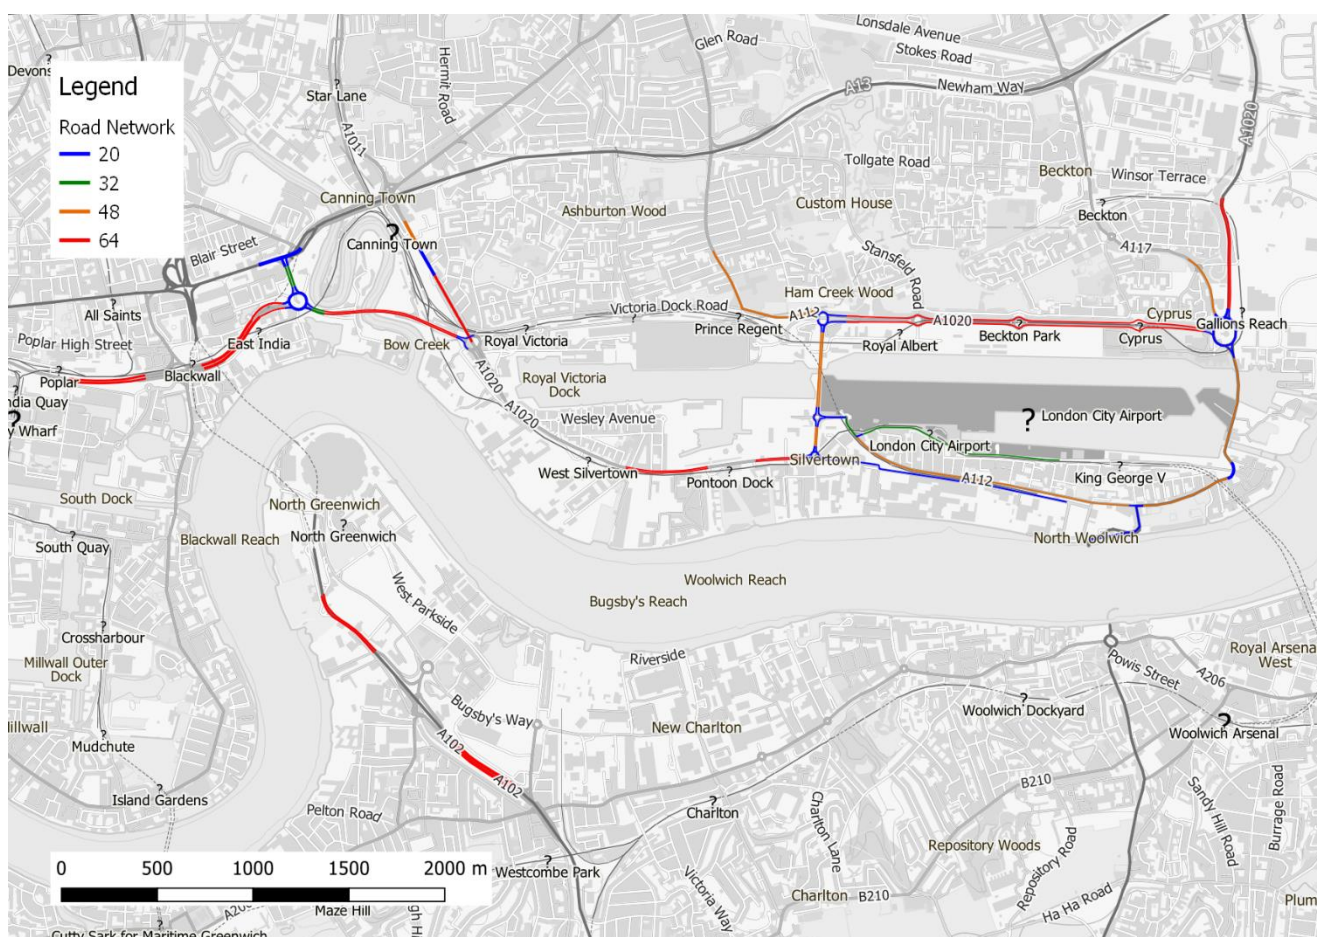 Lonsdale Avenue
Glen Road
Stokes Road
Devons
Hermit Road
A13
Newham Way
Legend
Star Lane
Road Network
20
32
48
64
A1011
A1020
Tollgate Road
Beckton
Winsor Terrace
Canning Town
Ashburton Wood
Custom House
Beckton
?
Canning Town
Blair Street
Stansfeld Road
A117
Ham Creek Wood
Victoria Dock Road
All Saints
A112
Prince Regent
A1020
Cyprus
Gallions Reach
Poplar High Street
East India
Bow Creek
Royal Victoria
Royal Albert
Beckton Park
Cyprus
Poplar
Blackwall
A1020
Royal Victoria
Dock
ndia Quay
y Wharf
A1020
Wesley Avenue
?
London City Airport
London City Airport
West Silvertown
Pontoon Dock
Silvertown
A112
King George V
South Dock
North Greenwich
North Greenwich
South Quay
Blackwall Reach
North Woolwich
West Parkside
Woolwich Reach
Bugsby's Reach
Crossharbour
Millwall Outer
Dock
Riverside
Powis Street
Royal Arsenal
West
A206
Bugsby's Way
New Charlton
Woolwich Dockyard
Millwall
Mudchute
A102
?
Woolwich Arsenal
A102
B210
Island Gardens
Pelton Road
Charlton
Charlton Lane
Sandy Hill Road
Burrage Road
Repository Woods
Repository Road
0 500 1000 1500 2000 m
Westcombe Park
Victoria Way
Charlton
B210
Ha Ha Road
Plum
Maze Hill
Cutty Sark for Maritime Greenwich